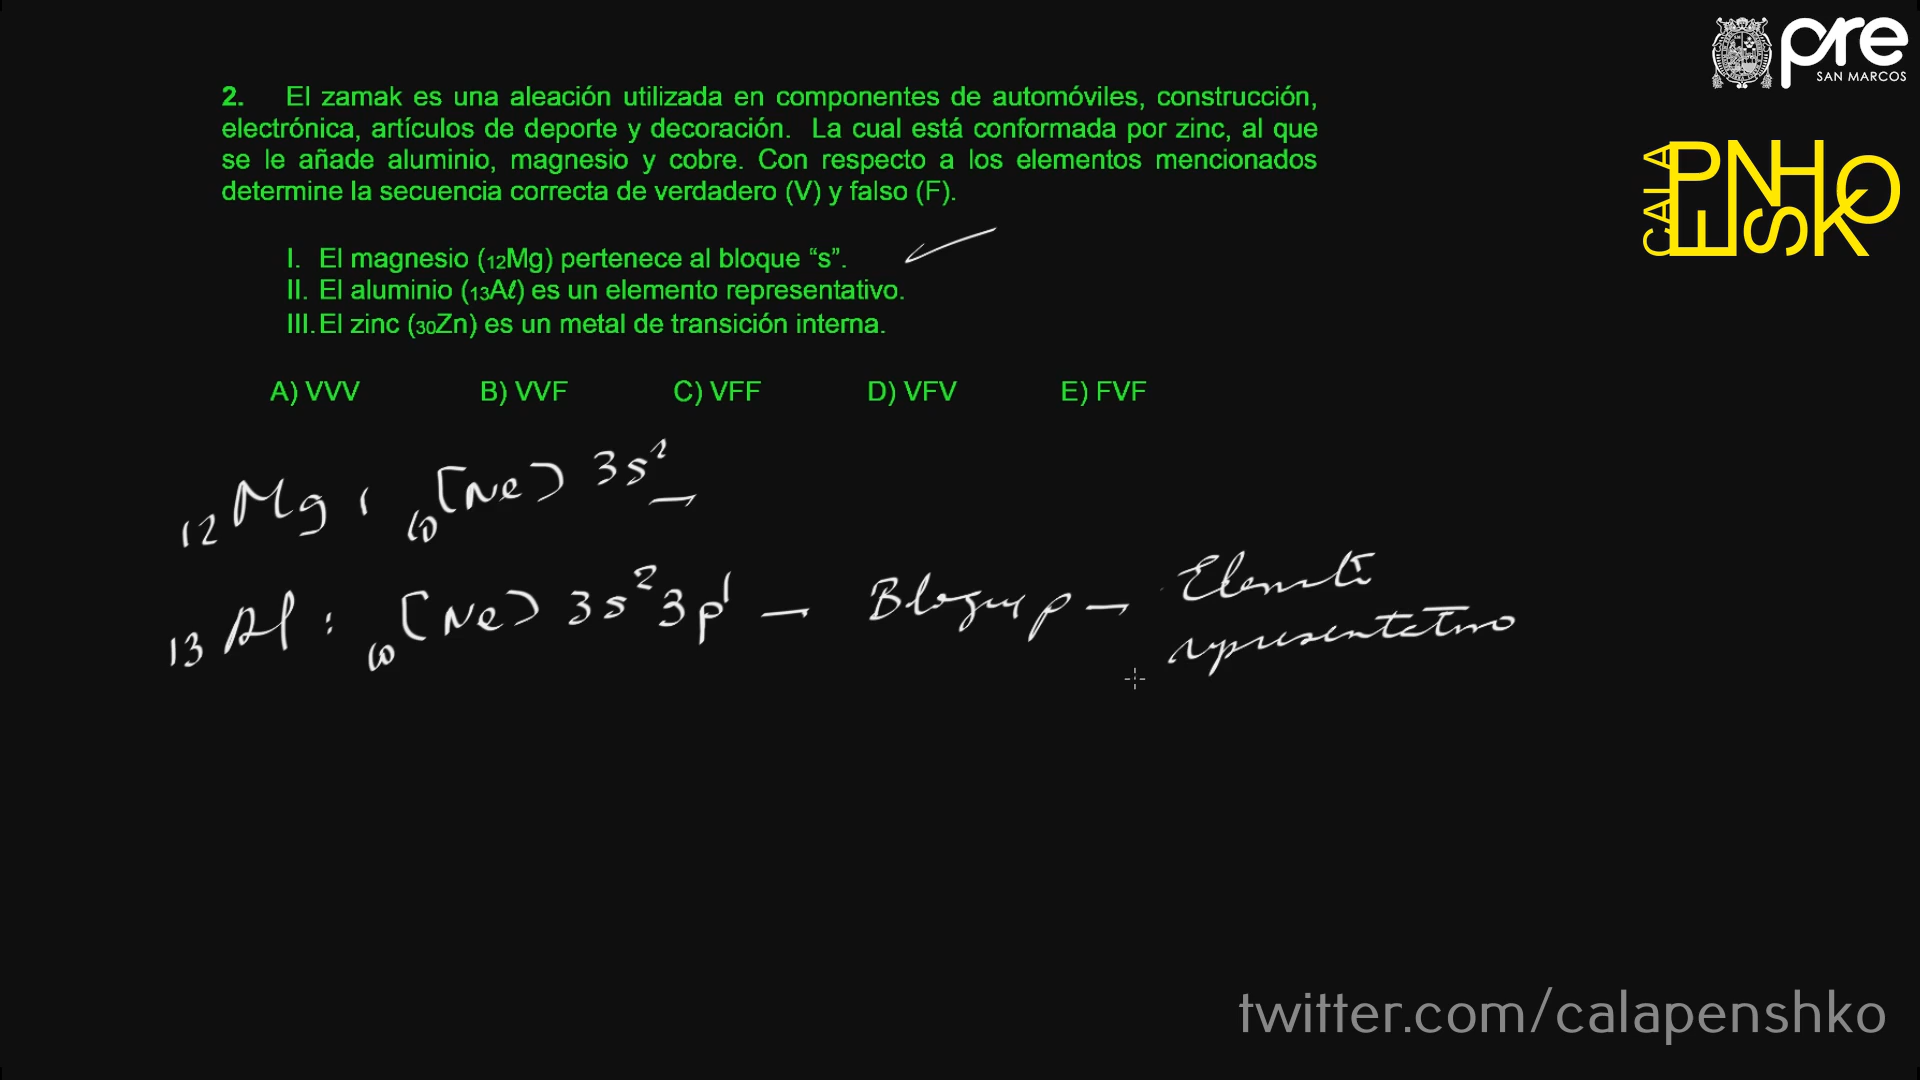 pre
SAN MARCOS
CALA
PENSHKO
2. El zamak es una aleación utilizada en componentes de automóviles, construcción,
electrónica, artículos de deporte y decoración. La cual está conformada por zinc, al que
se le añade aluminio, magnesio y cobre. Con respecto a los elementos mencionados
determine la secuencia correcta de verdadero (V) y falso (F).
I. El magnesio (₁₂Mg) pertenece al bloque “s”.
II. El aluminio (₁₃Aℓ) es un elemento representativo.
III. El zinc (₃₀Zn) es un metal de transición interna.
A) VVV B) VVF C) VFF D) VFV E) FVF
₁₂Mg : ₁₀[Ne] 3s²
₁₃Al : ₁₀[Ne] 3s² 3p¹ – Bloque p – Elemento
representativo
twitter.com/calapenshko